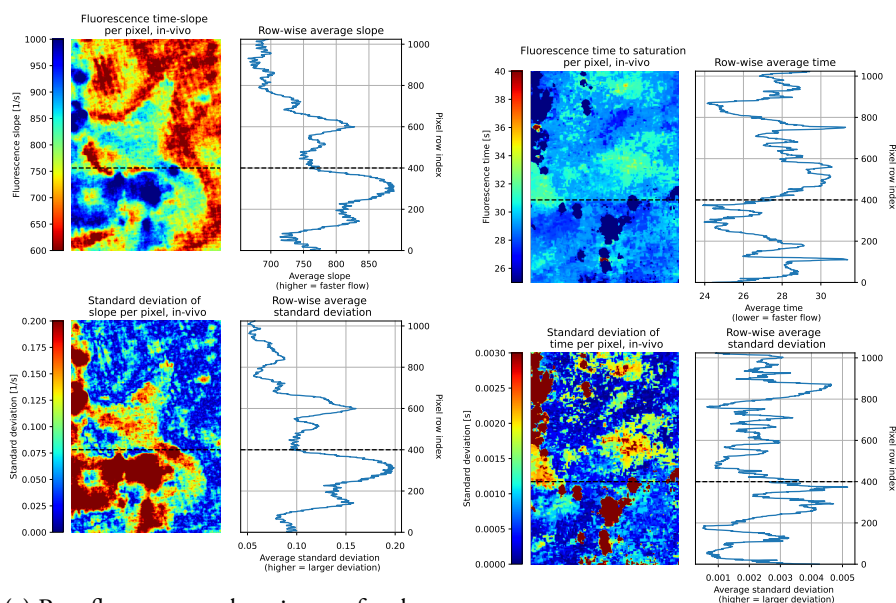 Fluorescence time-slope
per pixel, in-vivo
Row-wise average slope
1000
950
900
850
800
750
700
650
600
Fluorescence slope [1/s]
1000
800
600
400
200
0
Pixel row index
700
750
800
850
Average slope
(higher = faster flow)
Standard deviation of
slope per pixel, in-vivo
Row-wise average
standard deviation
0.200
0.175
0.150
0.125
0.100
0.075
0.050
0.025
0.000
Standard deviation [1/s]
1000
800
600
400
200
0
Pixel row index
0.05
0.10
0.15
0.20
Average standard deviation
(higher = larger deviation)
Fluorescence time to saturation
per pixel, in-vivo
Row-wise average time
40
38
36
34
32
30
28
26
Fluorescence time [s]
1000
800
600
400
200
0
Pixel row index
24
26
28
30
Average time
(lower = faster flow)
Standard deviation of
time per pixel, in-vivo
Row-wise average
standard deviation
0.0030
0.0025
0.0020
0.0015
0.0010
0.0005
0.0000
Standard deviation [s]
1000
800
600
400
200
0
Pixel row index
0.001
0.002
0.003
0.004
0.005
Average standard deviation
(higher = larger deviation)